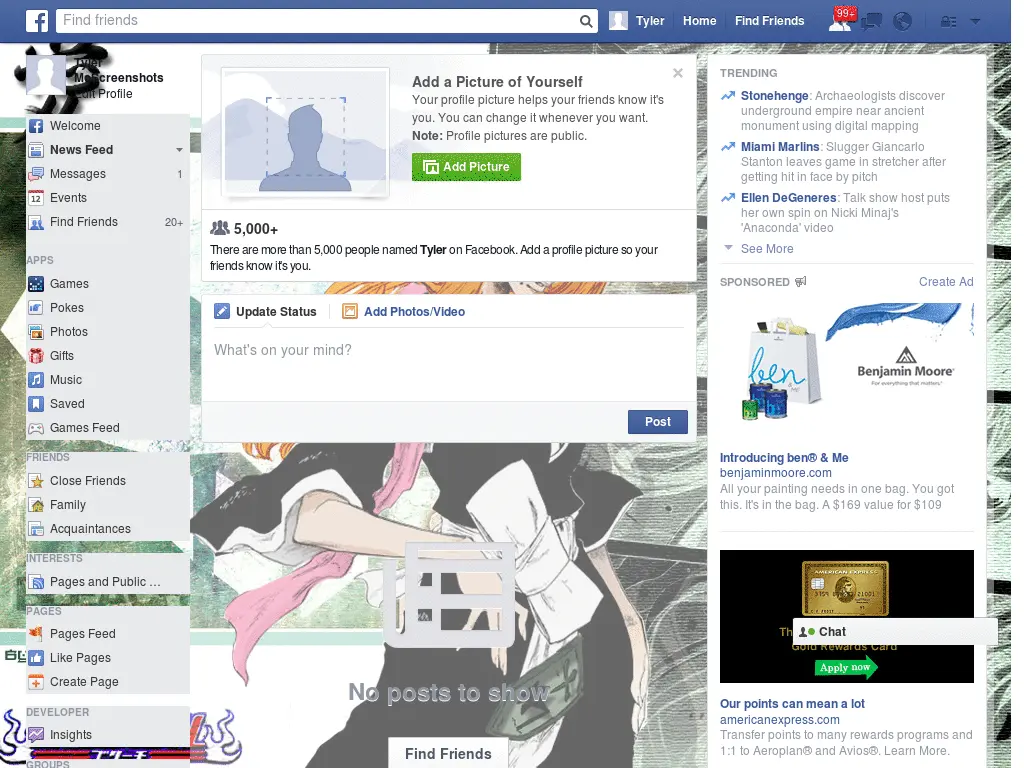 Find friends
Tyler
Home
Find Friends
99+
Tyler
McScreenshots
Edit Profile
Welcome
News Feed
Messages 1
Events
Find Friends 20+
APPS
Games
Pokes
Photos
Gifts
Music
Saved
Games Feed
FRIENDS
Close Friends
Family
Acquaintances
INTERESTS
Pages and Public ...
PAGES
Pages Feed
Like Pages
Create Page
DEVELOPER
Insights
GROUPS
Add a Picture of Yourself
Your profile picture helps your friends know it's
you. You can change it whenever you want.
Note: Profile pictures are public.
Add Picture
5,000+
There are more than 5,000 people named Tyler on Facebook. Add a profile picture so your
friends know it's you.
Update Status
Add Photos/Video
What's on your mind?
Post
No posts to show
Find Friends
TRENDING
Stonehenge: Archaeologists discover
underground empire near ancient
monument using digital mapping
Miami Marlins: Slugger Giancarlo
Stanton leaves game in stretcher after
getting hit in face by pitch
Ellen DeGeneres: Talk show host puts
her own spin on Nicki Minaj's
'Anaconda' video
See More
SPONSORED
Create Ad
ben
Benjamin Moore®
For everything that matters.™
Introducing ben® & Me
benjaminmoore.com
All your painting needs in one bag. You got
this. It's in the bag. A $169 value for $109
AMERICAN EXPRESS
Th
Chat
Gold Rewards Card
Apply now
Our points can mean a lot
americanexpress.com
Transfer points to many rewards programs and
1:1 to Aeroplan® and Avios®. Learn More.